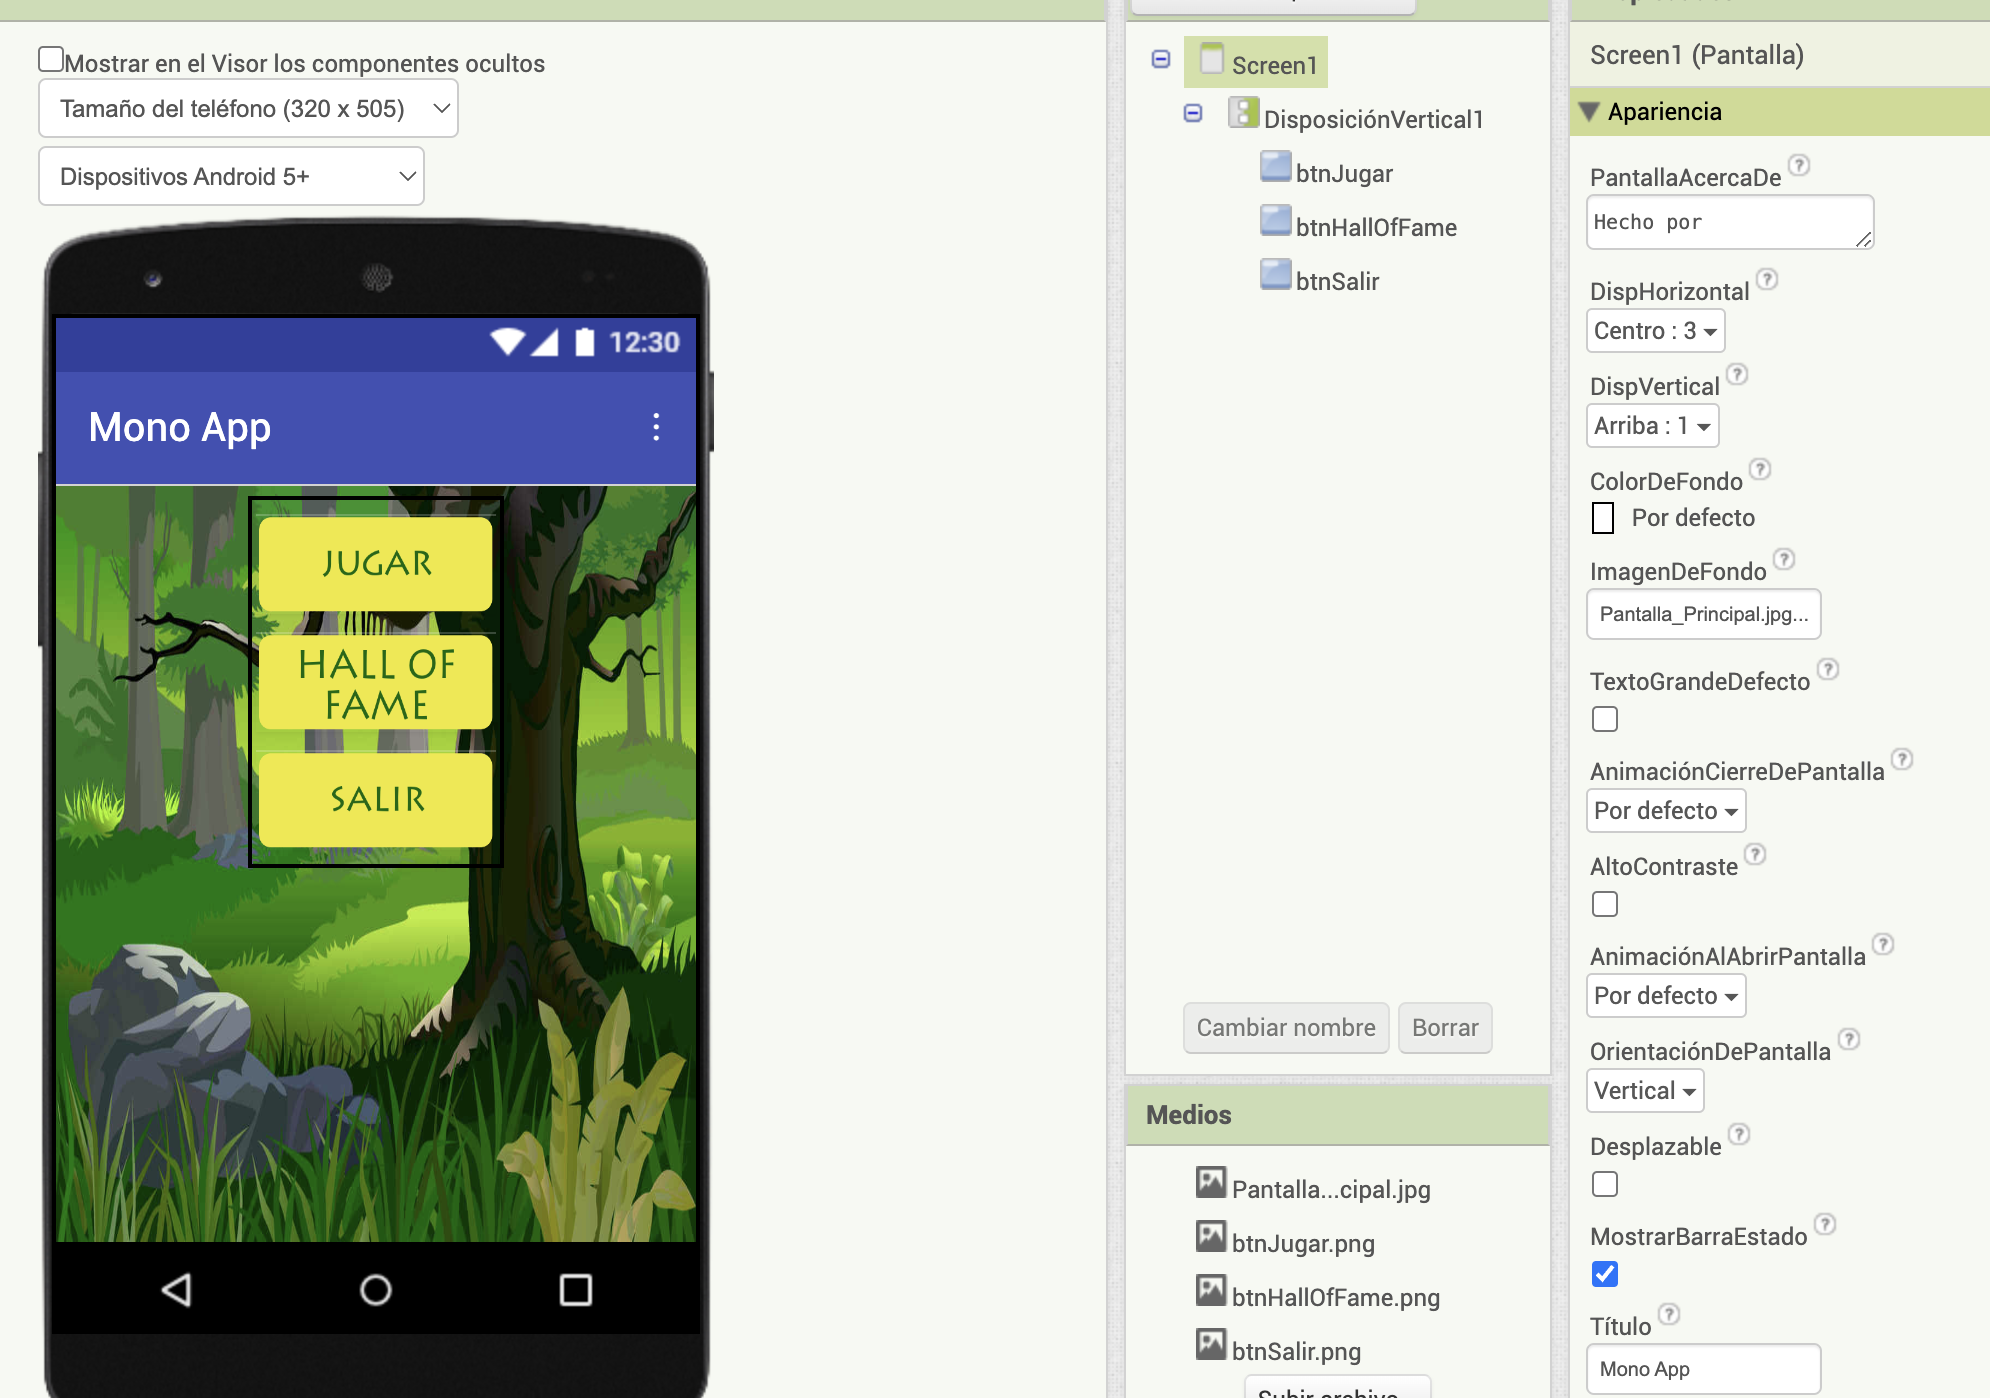 Mostrar en el Visor los componentes ocultos
Tamaño del teléfono (320 x 505)
Dispositivos Android 5+
12:30
Mono App
JUGAR
HALL OF
FAME
SALIR
Screen1
DisposiciónVertical1
btnJugar
btnHallOfFame
btnSalir
Cambiar nombre
Borrar
Medios
Pantalla...cipal.jpg
btnJugar.png
btnHallOfFame.png
btnSalir.png
Subir archivo
Screen1 (Pantalla)
Apariencia
PantallaAcercaDe ?
Hecho por
DispHorizontal ?
Centro : 3
DispVertical ?
Arriba : 1
ColorDeFondo ?
Por defecto
ImagenDeFondo ?
Pantalla_Principal.jpg...
TextoGrandeDefecto ?
AnimaciónCierreDePantalla ?
Por defecto
AltoContraste ?
AnimaciónAlAbrirPantalla ?
Por defecto
OrientaciónDePantalla ?
Vertical
Desplazable ?
MostrarBarraEstado ?
Título ?
Mono App